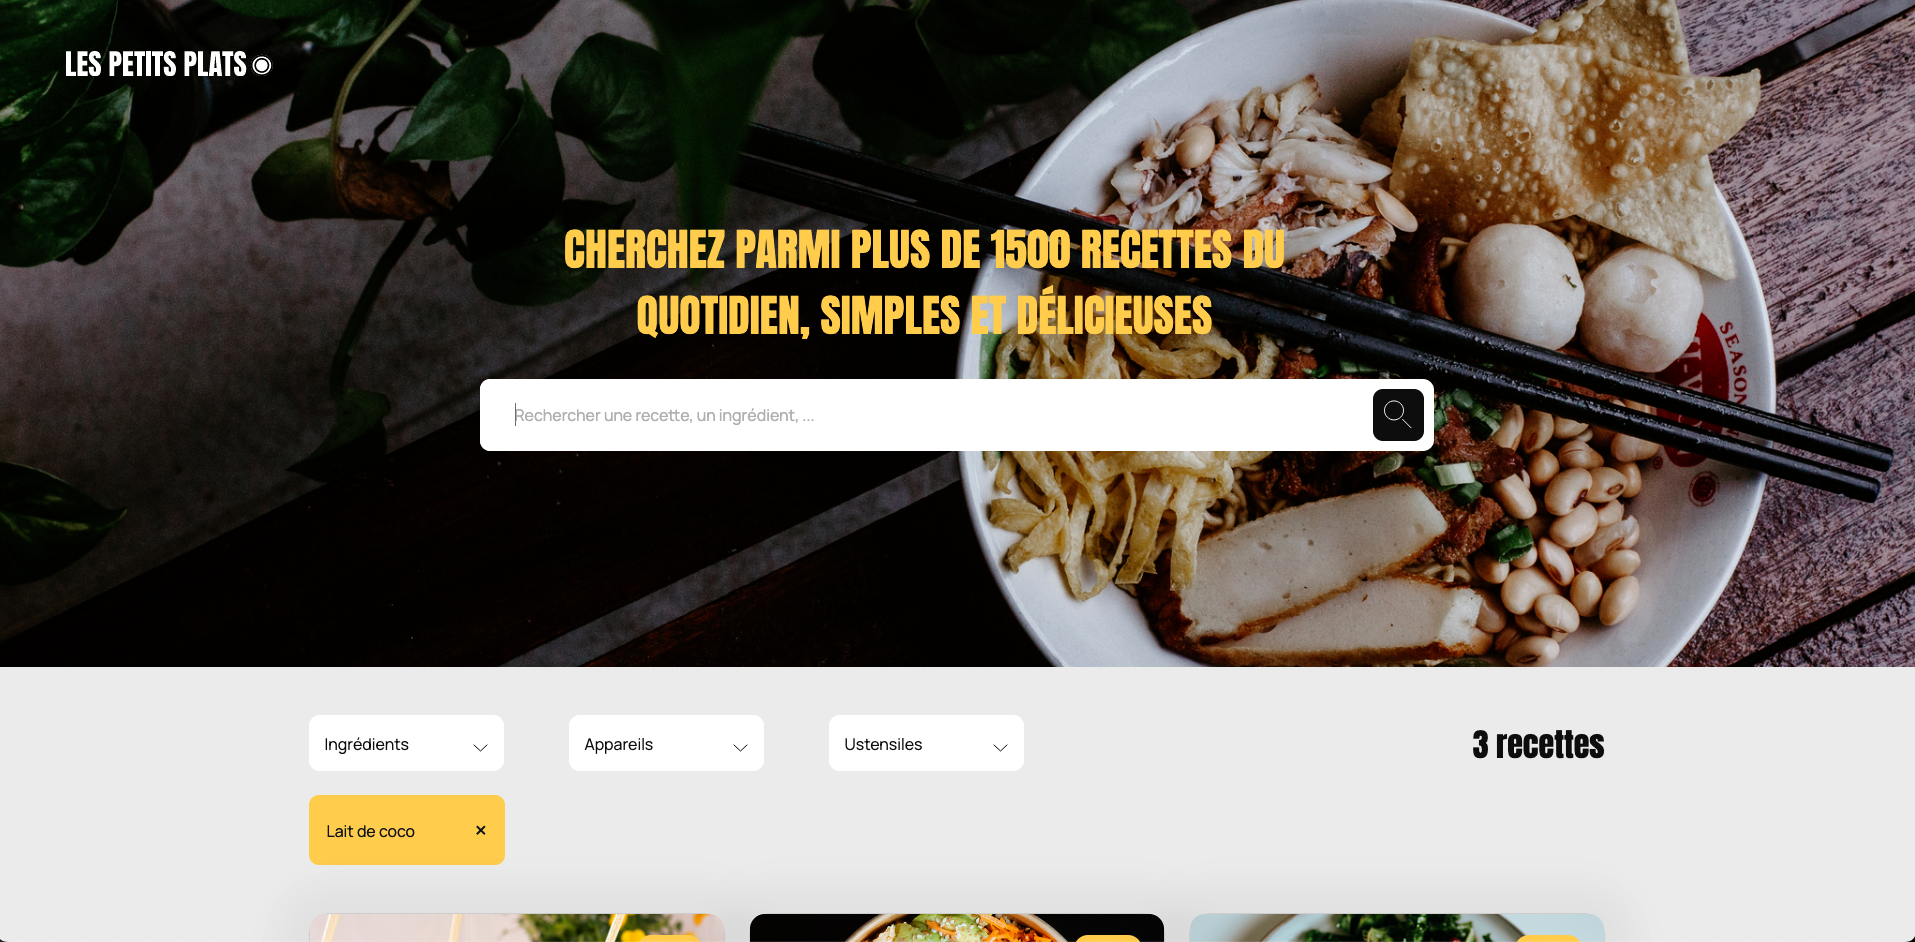 LES PETITS PLATS
CHERCHEZ PARMI PLUS DE 1500 RECETTES DU
QUOTIDIEN, SIMPLES ET DÉLICIEUSES
Rechercher une recette, un ingrédient, ...
SEASON
Ingrédients
Appareils
Ustensiles
3 recettes
Lait de coco